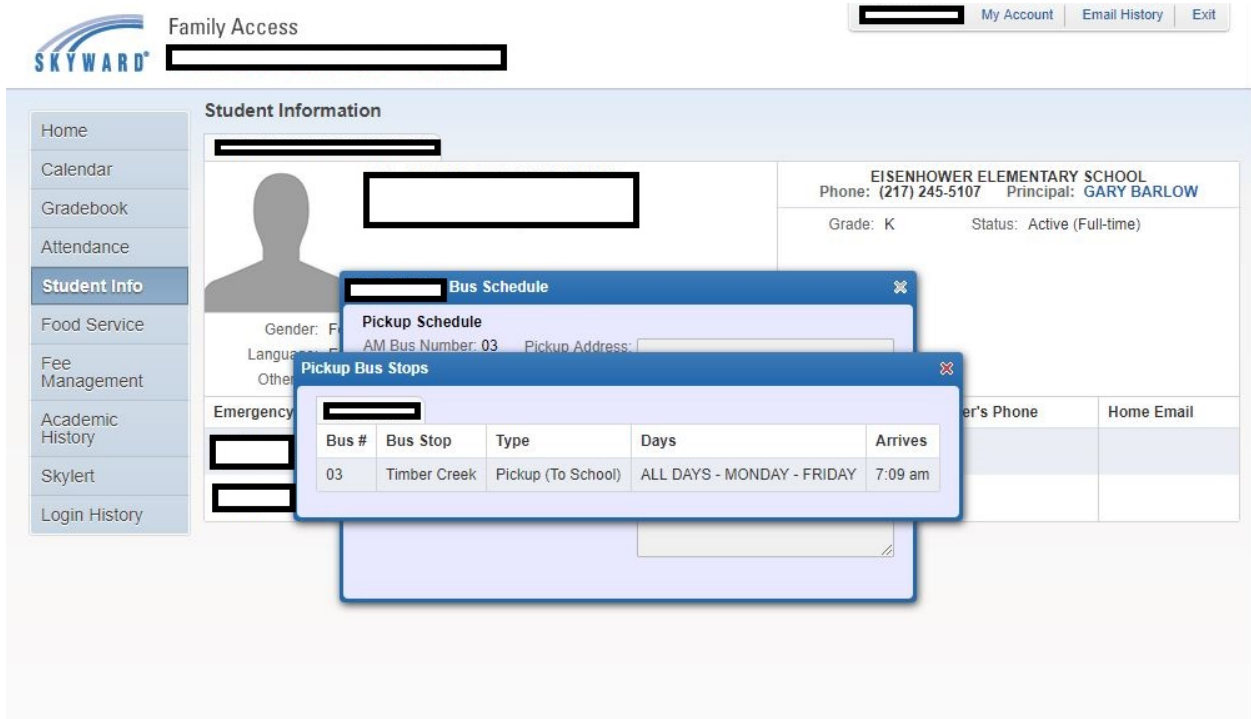 My Account Email History Exit
Family Access
SKYWARD®
Student Information
Home
Calendar
Gradebook
Attendance
Student Info
Food Service
Fee
Management
Academic
History
Skylert
Login History
EISENHOWER ELEMENTARY SCHOOL
Phone: (217) 245-5107 Principal: GARY BARLOW
Grade: K Status: Active (Full-time)
Bus Schedule
Pickup Schedule
Gender:
AM Bus Number: 03 Pickup Address:
Pickup Bus Stops
Other
Emergency
Home Email
Phone
Bus # Bus Stop Type Days Arrives
03 Timber Creek Pickup (To School) ALL DAYS - MONDAY - FRIDAY 7:09 am